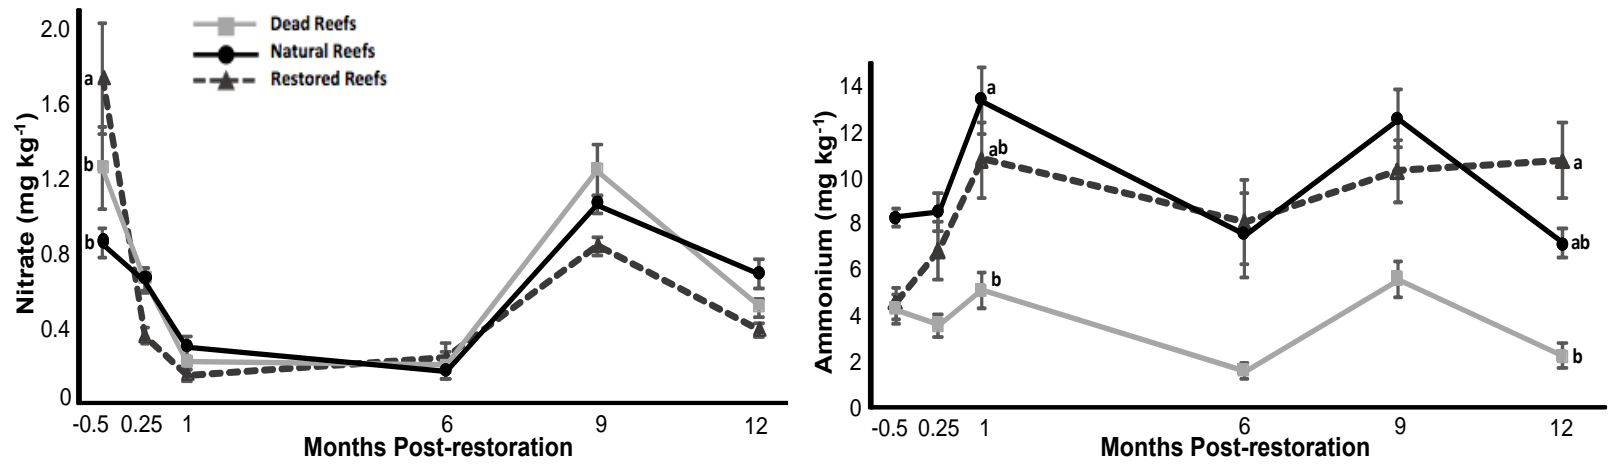 2.0
1.6
1.2
0.8
0.4
0
Nitrate (mg kg⁻¹)
Dead Reefs
Natural Reefs
Restored Reefs
a
b
b
-0.5 0.25 1 6 9 12
Months Post-restoration
14
12
10
8
6
4
2
0
Ammonium (mg kg⁻¹)
a
ab
b
a
ab
b
-0.5 0.25 1 6 9 12
Months Post-restoration